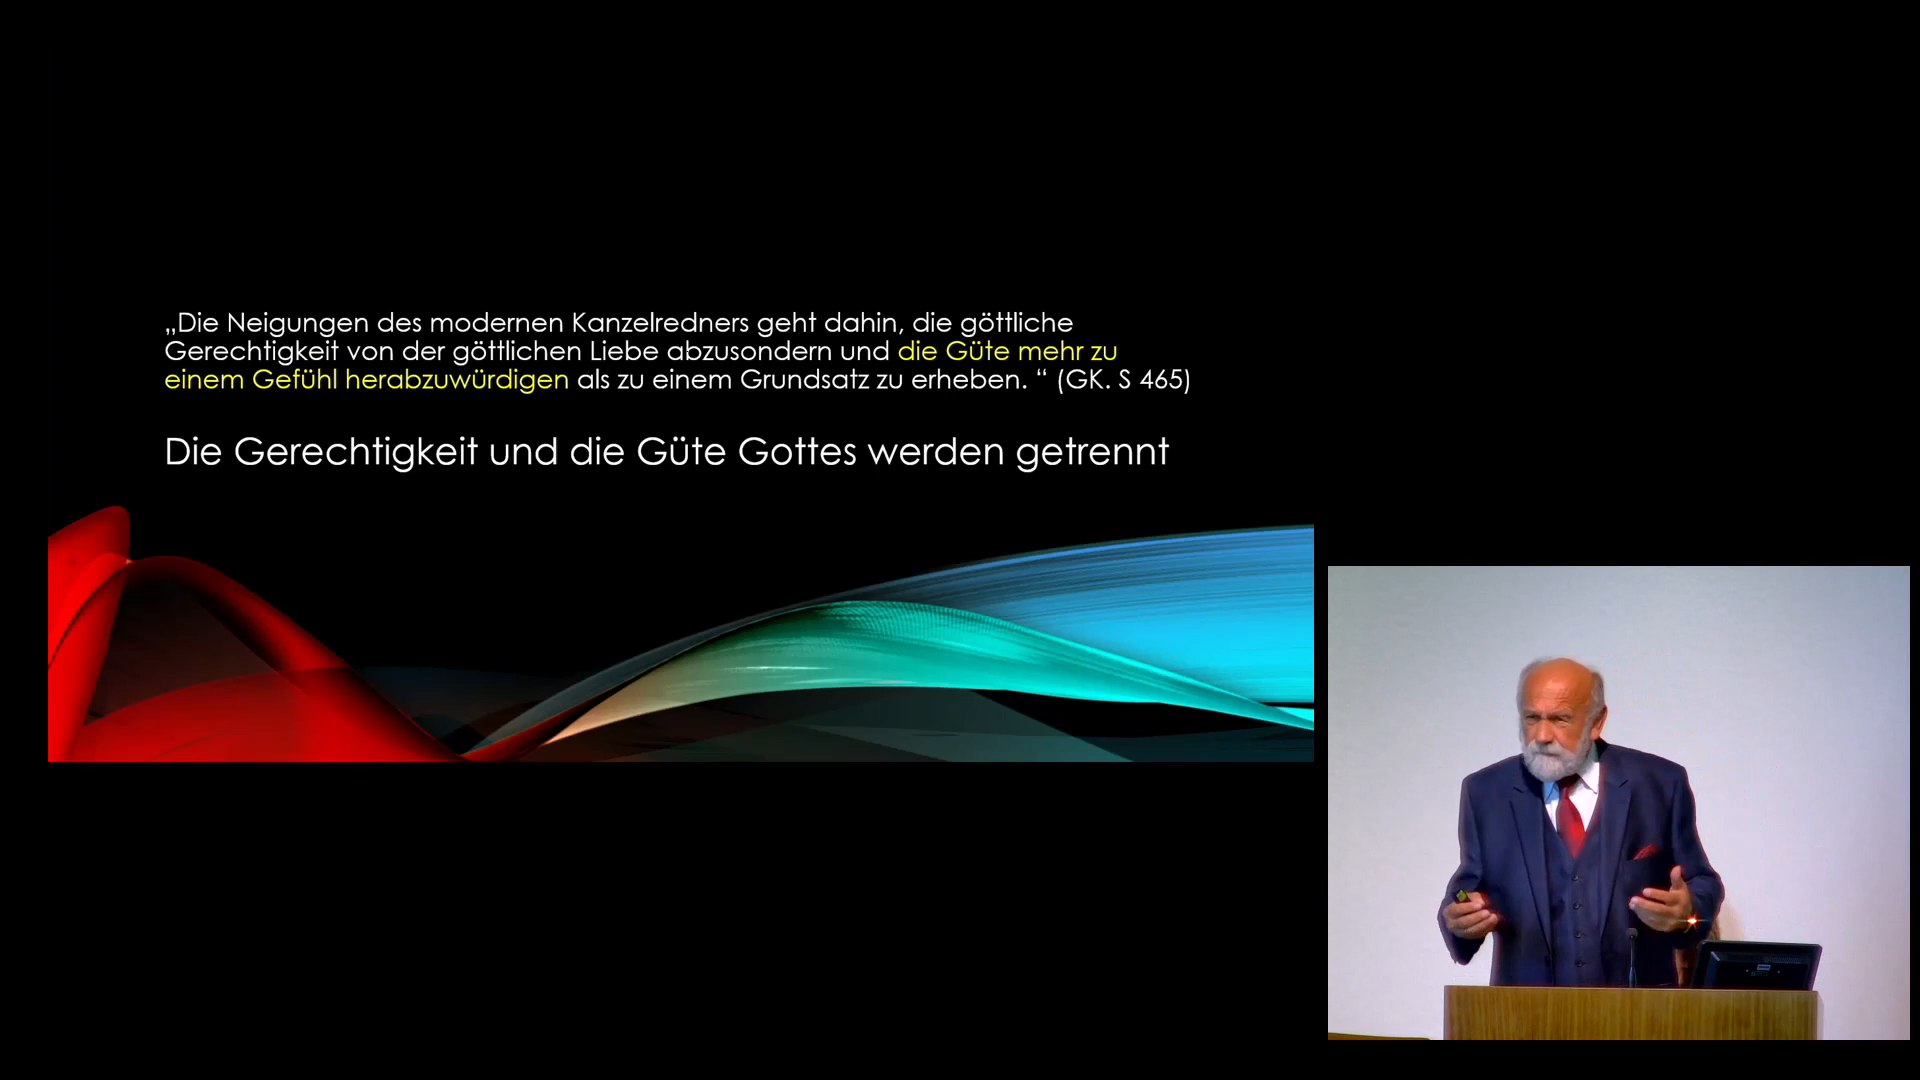 „Die Neigungen des modernen Kanzelredners geht dahin, die göttliche
Gerechtigkeit von der göttlichen Liebe abzusondern und die Güte mehr zu
einem Gefühl herabzuwürdigen als zu einem Grundsatz zu erheben. “ (GK. S 465)
Die Gerechtigkeit und die Güte Gottes werden getrennt